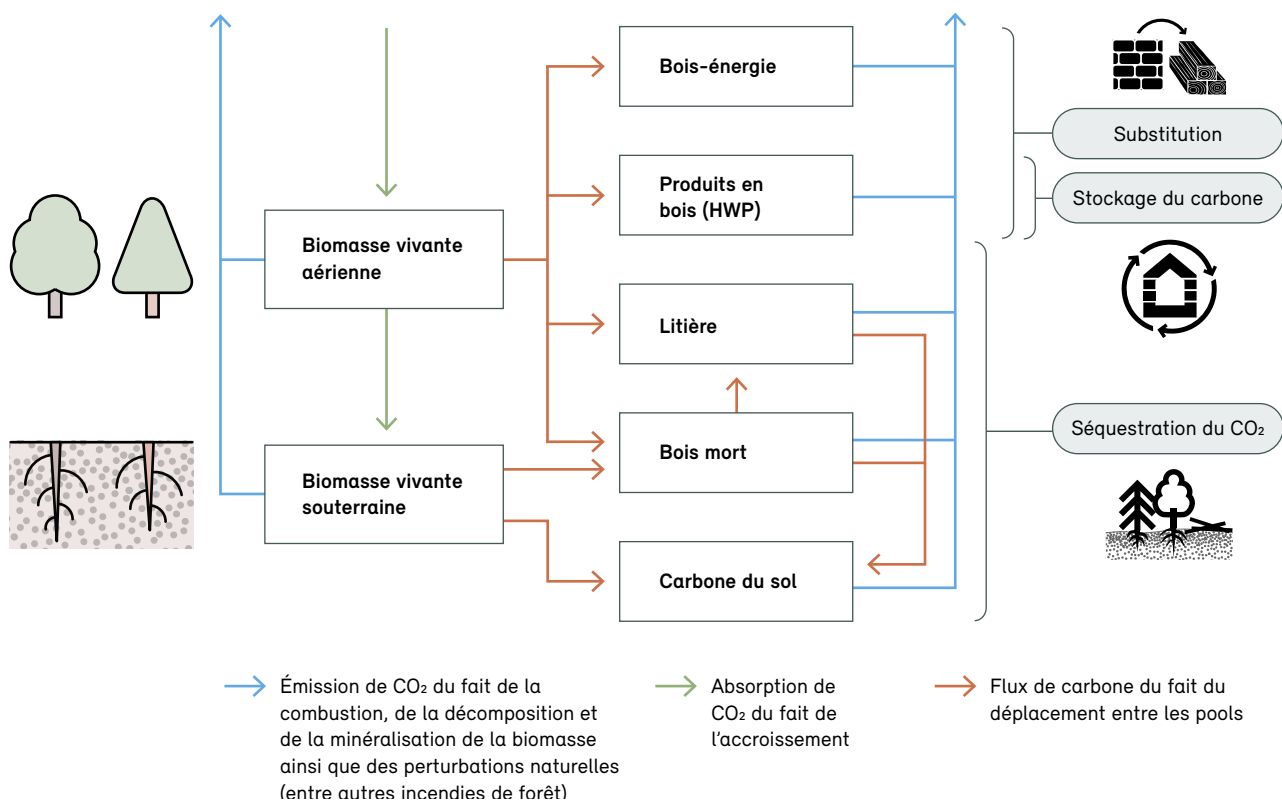 Bois-énergie
Substitution
Produits en
bois (HWP)
Stockage du carbone
Biomasse vivante
aérienne
Litière
Séquestration du CO₂
Bois mort
Biomasse vivante
souterraine
Carbone du sol
Émission de CO₂ du fait de la
combustion, de la décomposition et
de la minéralisation de la biomasse
ainsi que des perturbations naturelles
(entre autres incendies de forêt)
Absorption de
CO₂ du fait de
l’accroissement
Flux de carbone du fait du
déplacement entre les pools